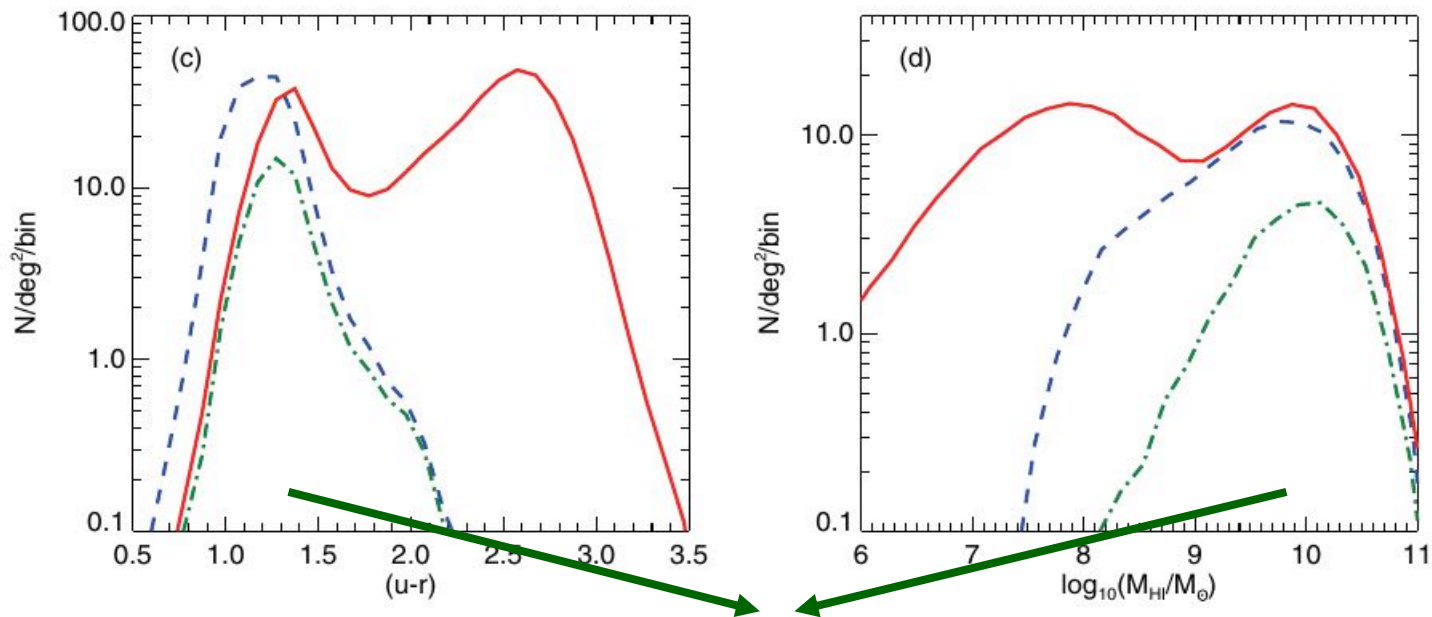 (c)
100.0
10.0
1.0
0.1
N/deg²/bin
0.5 1.0 1.5 2.0 2.5 3.0 3.5
(u-r)
(d)
10.0
1.0
0.1
N/deg²/bin
6 7 8 9 10 11
log₁₀(M_HI/M_☉)